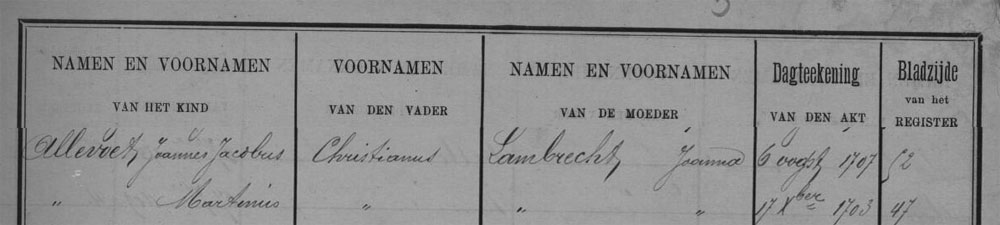 5
NAMEN EN VOORNAMEN VOORNAMEN NAMEN EN VOORNAMEN Dagteekening Bladzijde
VAN HET KIND VAN DEN VADER VAN DE MOEDER VAN DEN AKT van het
REGISTER
Allevoet Joannes Jacobus Christianus Lambrecht Joanna 6 oogst 1707 52
" Martinus " " " 17 Xber 1703 47